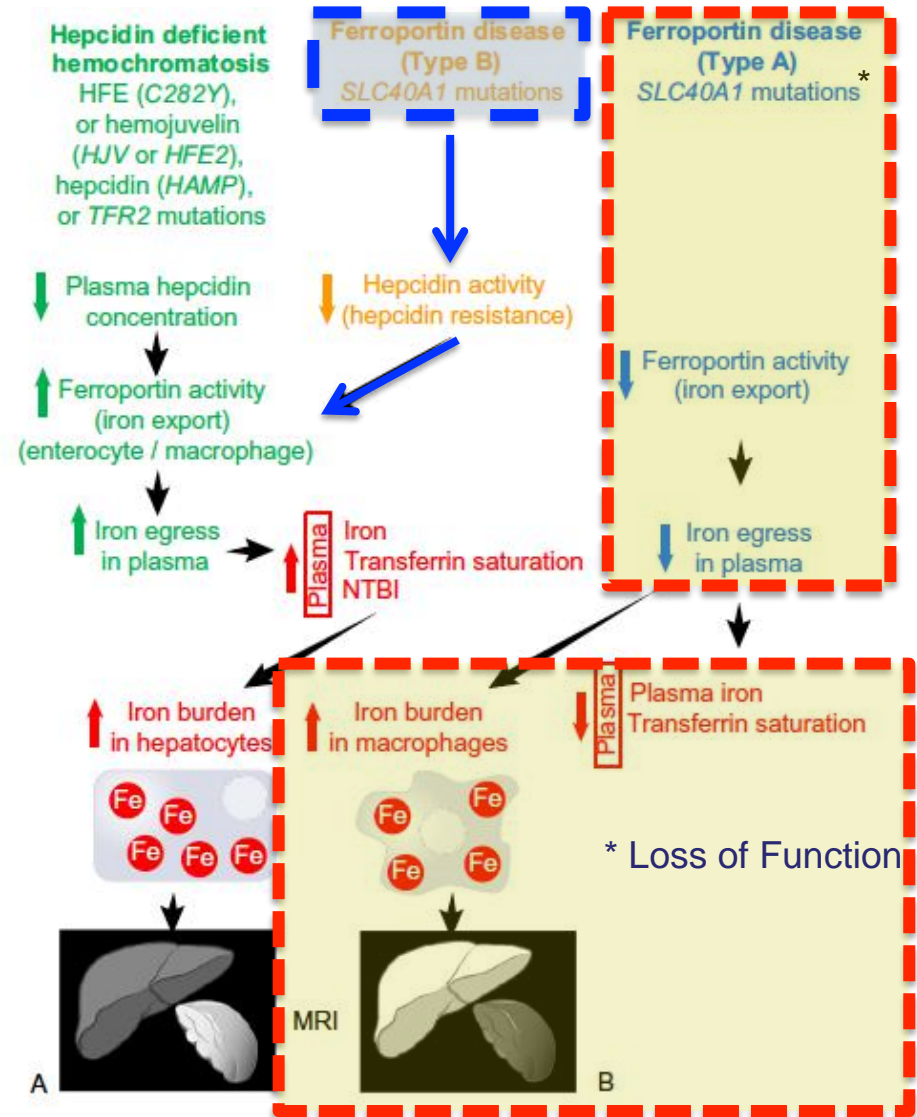 Hepcidin deficient
hemochromatosis
HFE (C282Y),
or hemojuvelin
(HJV or HFE2),
hepcidin (HAMP),
or TFR2 mutations
Ferroportin disease
(Type B)
SLC40A1 mutations
Ferroportin disease
(Type A)
SLC40A1 mutations*
Plasma hepcidin
concentration
Hepcidin activity
(hepcidin resistance)
Ferroportin activity
(iron export)
(enterocyte / macrophage)
Ferroportin activity
(iron export)
Iron egress
in plasma
Plasma
Iron
Transferrin saturation
NTBI
Iron egress
in plasma
Iron burden
in hepatocytes
Iron burden
in macrophages
Plasma
Plasma iron
Transferrin saturation
Fe
Fe
Fe
Fe
Fe
Fe
Fe
Fe
Fe
* Loss of Function
MRI
A
B